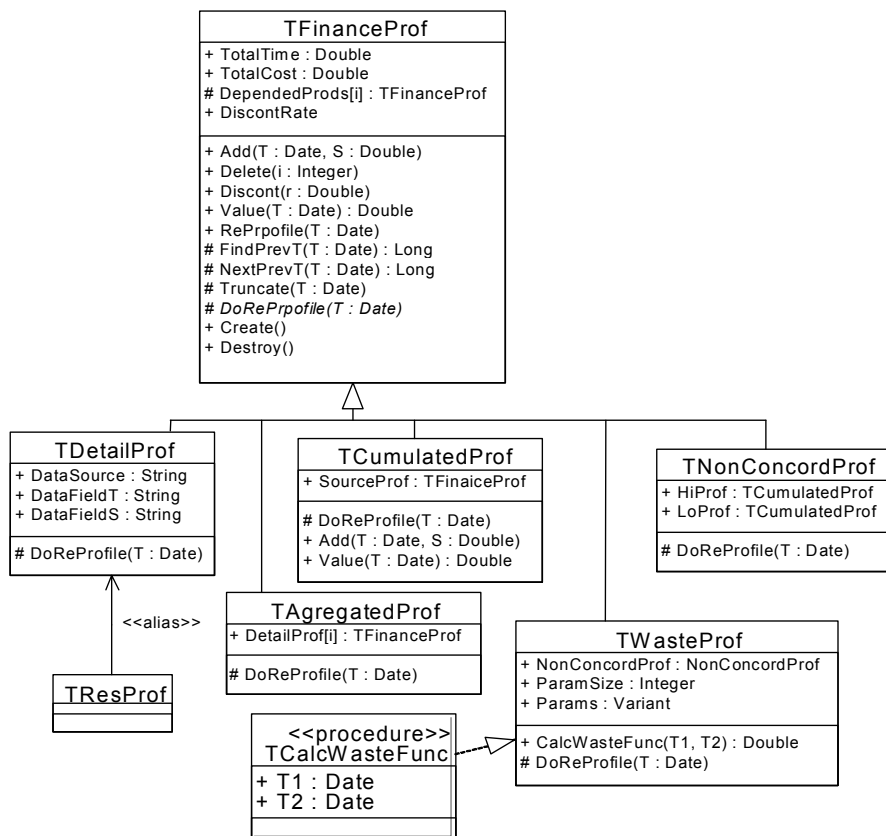 TFinanceProf
+ TotalTime : Double
+ TotalCost : Double
# DependedProds[i] : TFinanceProf
+ DiscontRate
+ Add(T : Date, S : Double)
+ Delete(i : Integer)
+ Discont(r : Double)
+ Value(T : Date) : Double
+ RePrpofile(T : Date)
# FindPrevT(T : Date) : Long
# NextPrevT(T : Date) : Long
# Truncate(T : Date)
# DoRePrpofile(T : Date)
+ Create()
+ Destroy()
TDetailProf
+ DataSource : String
+ DataFieldT : String
+ DataFieldS : String
# DoReProfile(T : Date)
TCumulatedProf
+ SourceProf : TFinaiceProf
# DoReProfile(T : Date)
+ Add(T : Date, S : Double)
+ Value(T : Date) : Double
TNonConcordProf
+ HiProf : TCumulatedProf
+ LoProf : TCumulatedProf
# DoReProfile(T : Date)
<<alias>>
TResProf
TAgregatedProf
+ DetailProf[i] : TFinanceProf
# DoReProfile(T : Date)
TWasteProf
+ NonConcordProf : NonConcordProf
+ ParamSize : Integer
+ Params : Variant
+ CalcWasteFunc(T1, T2) : Double
# DoReProfile(T : Date)
<<procedure>>
TCalcWasteFunc
+ T1 : Date
+ T2 : Date